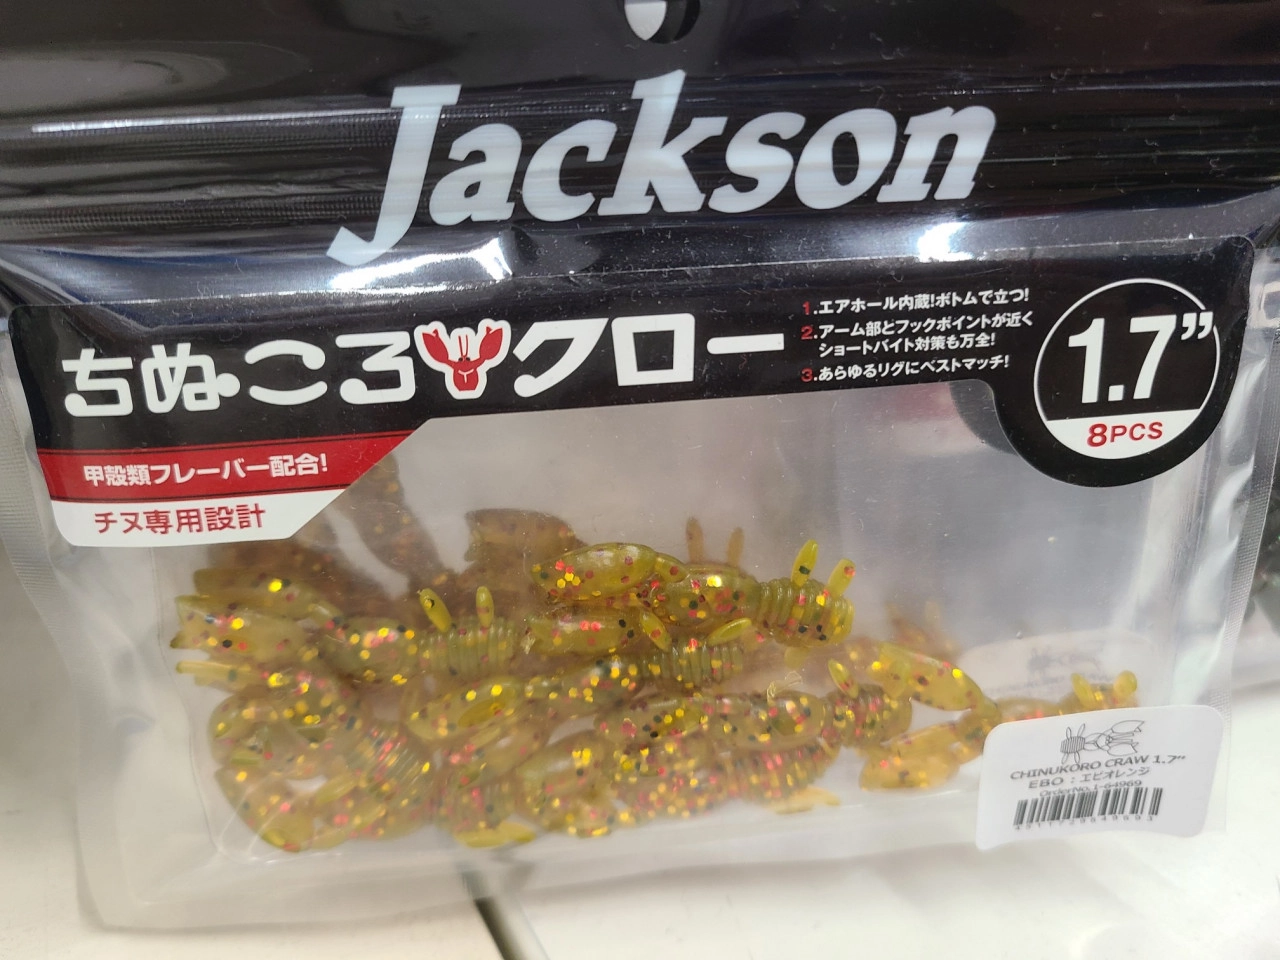 Jackson
ちぬころクロー
1.エアホール内蔵!ボトムで立つ!
2.アーム部とフックポイントが近く
ショートバイト対策も万全!
3.あらゆるリグにベストマッチ!
1.7”
8PCS
甲殻類フレーバー配合!
チヌ専用設計
CHINUKORO CRAW 1.7”
EBO：エビオレンジ